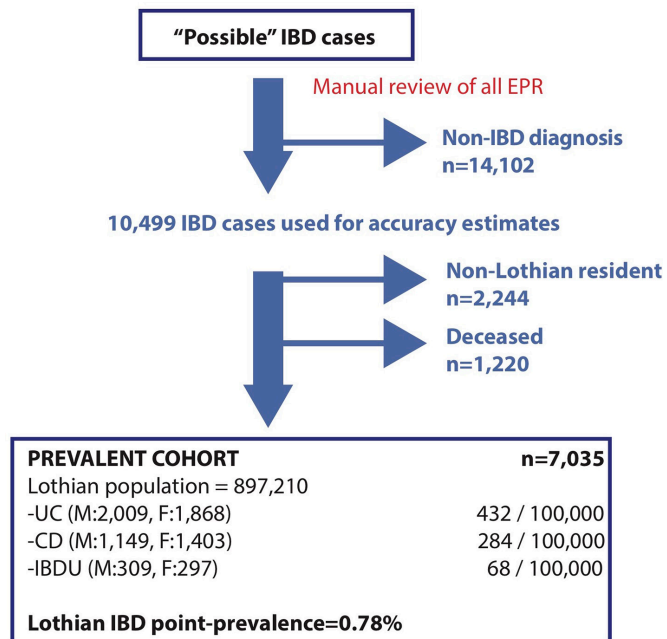 “Possible” IBD cases
Manual review of all EPR
Non-IBD diagnosis
n=14,102
10,499 IBD cases used for accuracy estimates
Non-Lothian resident
n=2,244
Deceased
n=1,220
PREVALENT COHORT n=7,035
Lothian population = 897,210
-UC (M:2,009, F:1,868) 432 / 100,000
-CD (M:1,149, F:1,403) 284 / 100,000
-IBDU (M:309, F:297) 68 / 100,000
Lothian IBD point-prevalence=0.78%